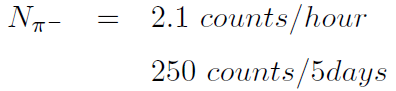 N_{π−} = 2.1 counts/hour
250 counts/5days